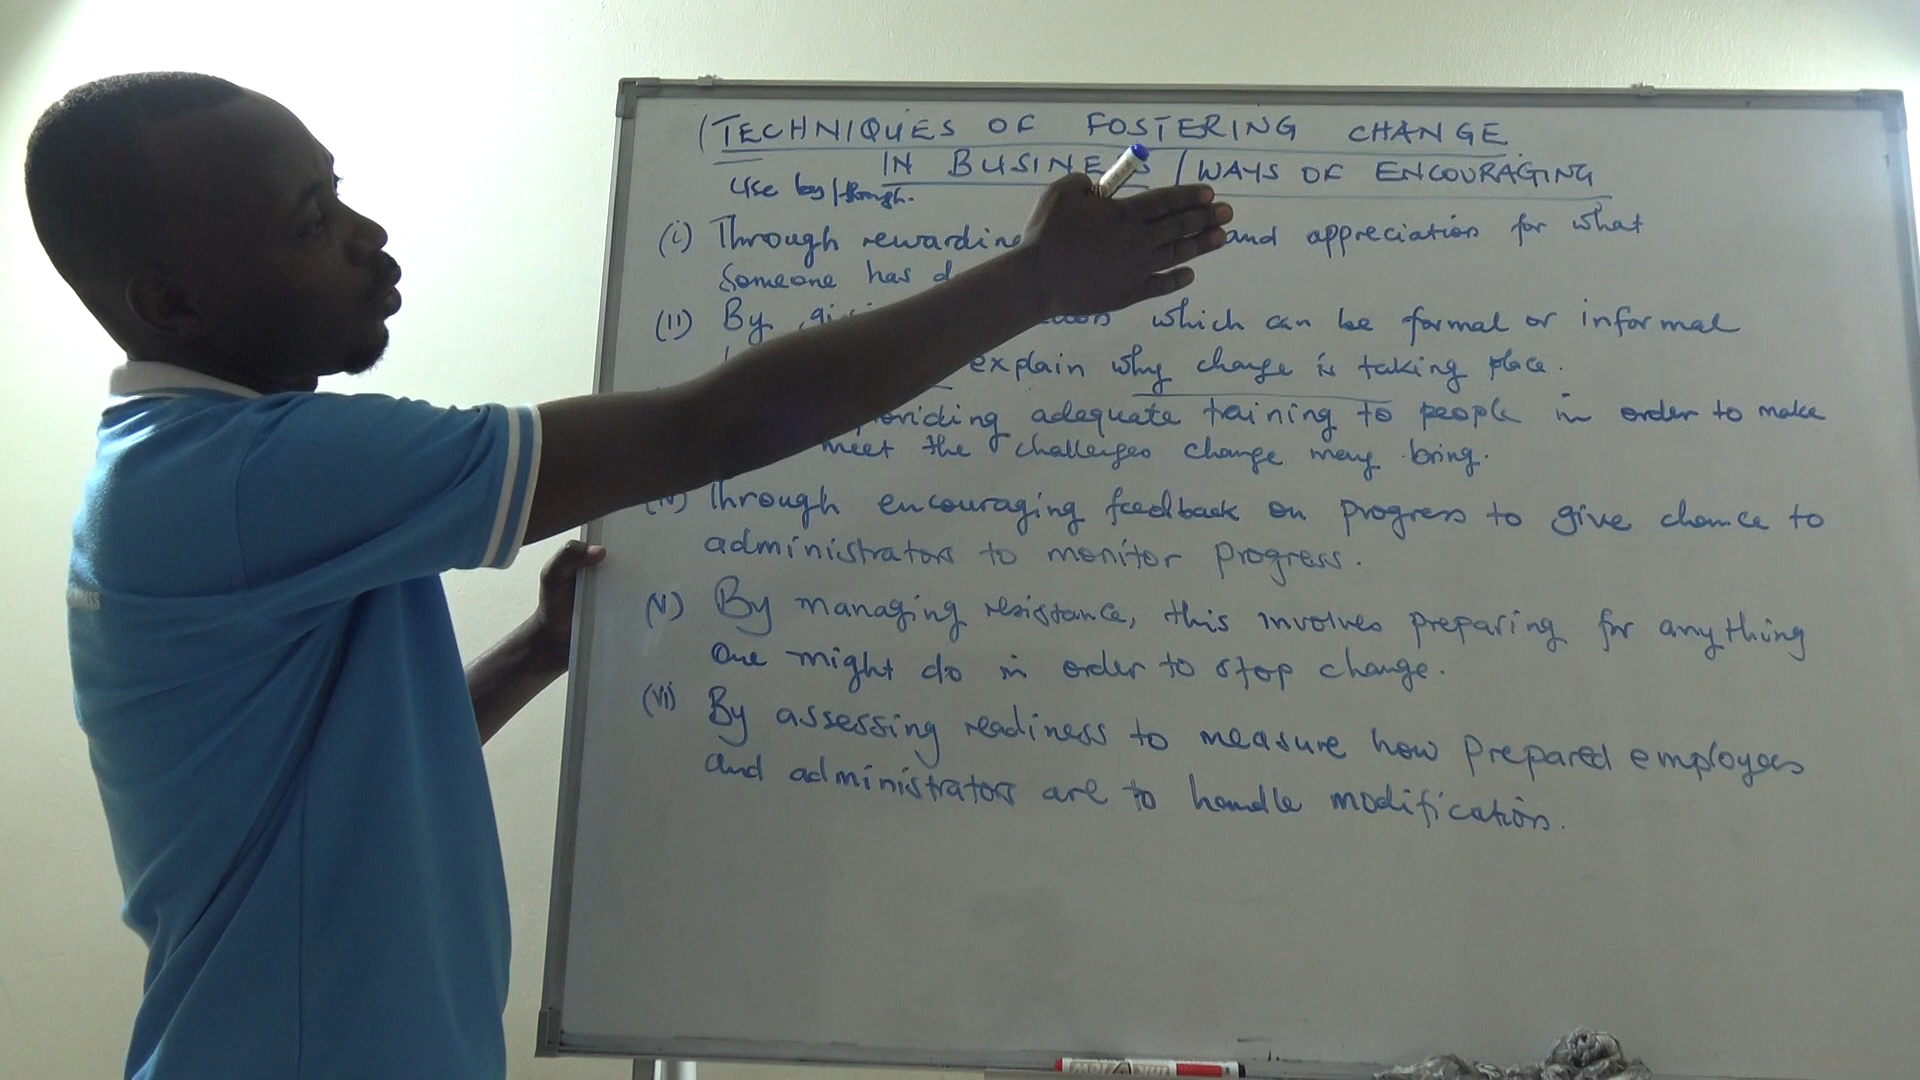 TECHNIQUES OF FOSTERING CHANGE
IN BUSINESS / WAYS OF ENCOURAGING
Use by/through.
(i) Through rewarding and appreciation for what
Someone has
(ii) By which can be formal or informal
explain why change is taking place.
providing adequate training to people in order to make
meet the challenges change may bring.
(iv) Through encouraging feedback on progress to give chance to
administrators to monitor progress.
(v) By managing resistance, this involves preparing for anything
one might do in order to stop change.
(vi) By assessing readiness to measure how prepared employees
and administrators are to handle modification.